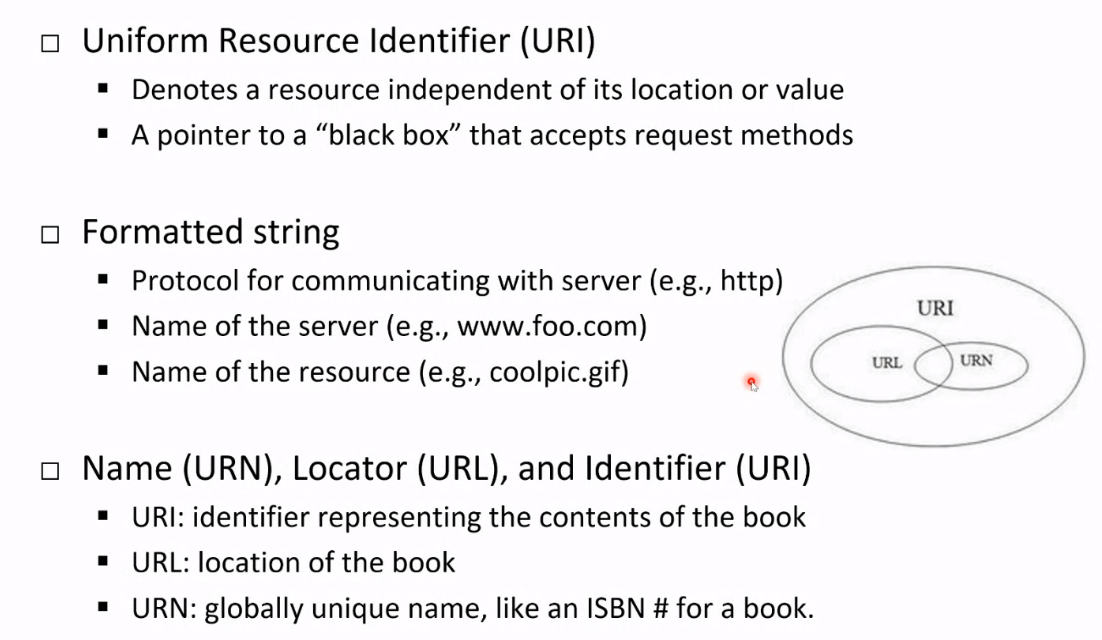 □ Uniform Resource Identifier (URI)
▪ Denotes a resource independent of its location or value
▪ A pointer to a “black box” that accepts request methods
□ Formatted string
▪ Protocol for communicating with server (e.g., http)
▪ Name of the server (e.g., www.foo.com)
▪ Name of the resource (e.g., coolpic.gif)
URI
URL
URN
□ Name (URN), Locator (URL), and Identifier (URI)
▪ URI: identifier representing the contents of the book
▪ URL: location of the book
▪ URN: globally unique name, like an ISBN # for a book.